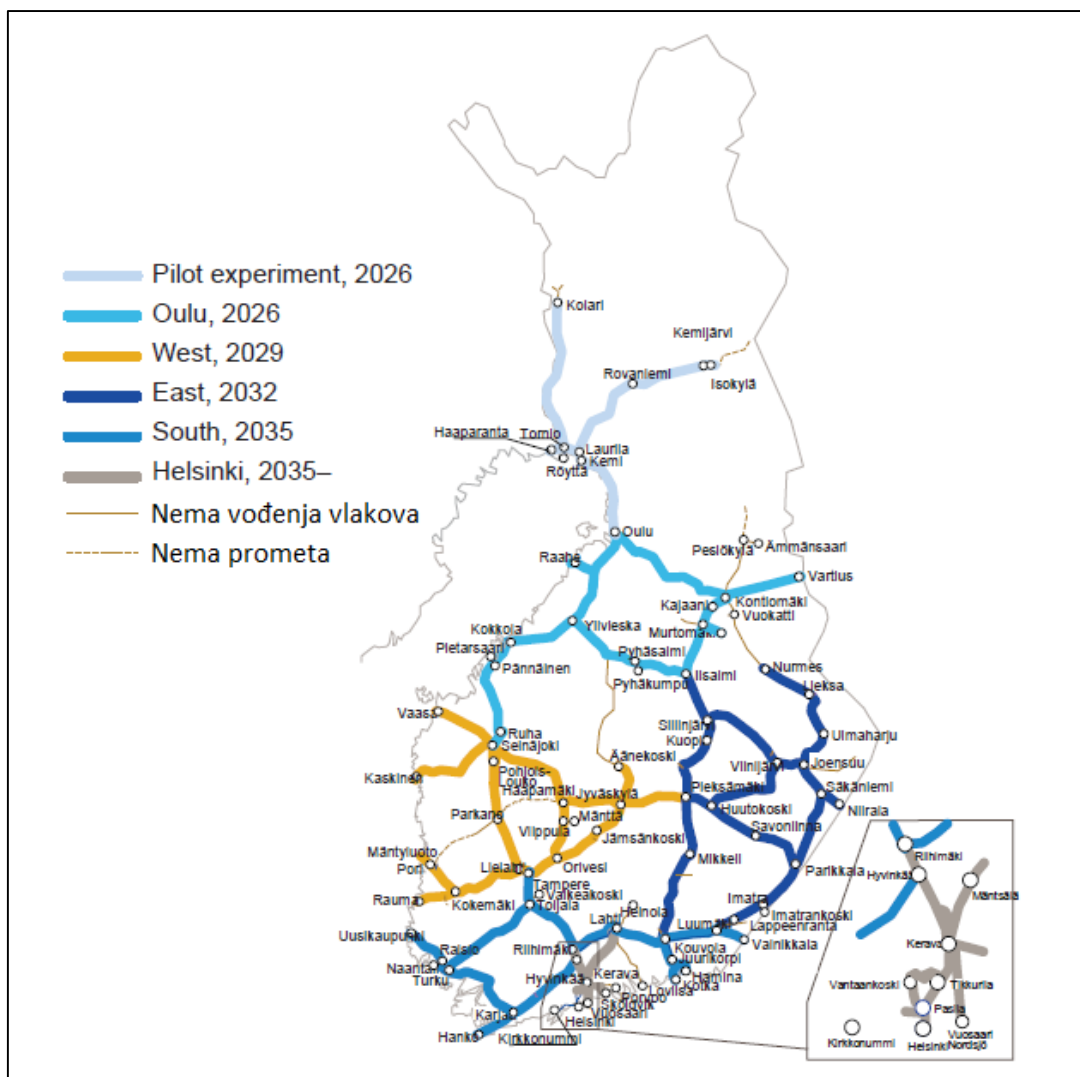 Pilot experiment, 2026
Oulu, 2026
West, 2029
East, 2032
South, 2035
Helsinki, 2035–
Nema vođenja vlakova
Nema prometa
Kolari
Kemijärvi
Rovaniemi
Isokylä
Haaparanta
Tornio
Laurila
Kemi
Röyttä
Oulu
Raahe
Pesiökylä
Ämmänsaari
Vartius
Kontiomäki
Kajaani
Vuokatti
Ylivieska
Murtomäki
Kokkola
Pietarsaari
Pännäinen
Pyhäsalmi
Pyhäkumpu
Iisalmi
Nurmes
Lieksa
Vaasa
Ruha
Seinäjoki
Siilinjärvi
Kuopio
Uimaharju
Viinijärvi
Joensuu
Kaskinen
Pohjois-
Louko
Äänekoski
Haapamäki
Jyväskylä
Pieksämäki
Säkäniemi
Huutokoski
Niirala
Parkano
Mänttä
Vilppula
Jämsänkoski
Savonlinna
Mäntyluoto
Pori
Lielahti
Orivesi
Mikkeli
Parikkala
Tampere
Valkeakoski
Rauma
Kokemäki
Toijala
Heinola
Imatra
Imatrankoski
Lahti
Luumäki
Lappeenranta
Uusikaupunki
Raisio
Riihimäki
Kouvola
Vainikkala
Naantali
Turku
Juurikorpi
Hyvinkää
Kerava
Hamina
Kotka
Loviisa
Porvoo
Sköldvik
Vuosaari
Karjaa
Helsinki
Hanko
Kirkkonummi
Riihimäki
Hyvinkää
Mäntsälä
Kerava
Vantaankoski
Tikkurila
Pasila
Kirkkonummi
Helsinki
Vuosaari
Nordsjö